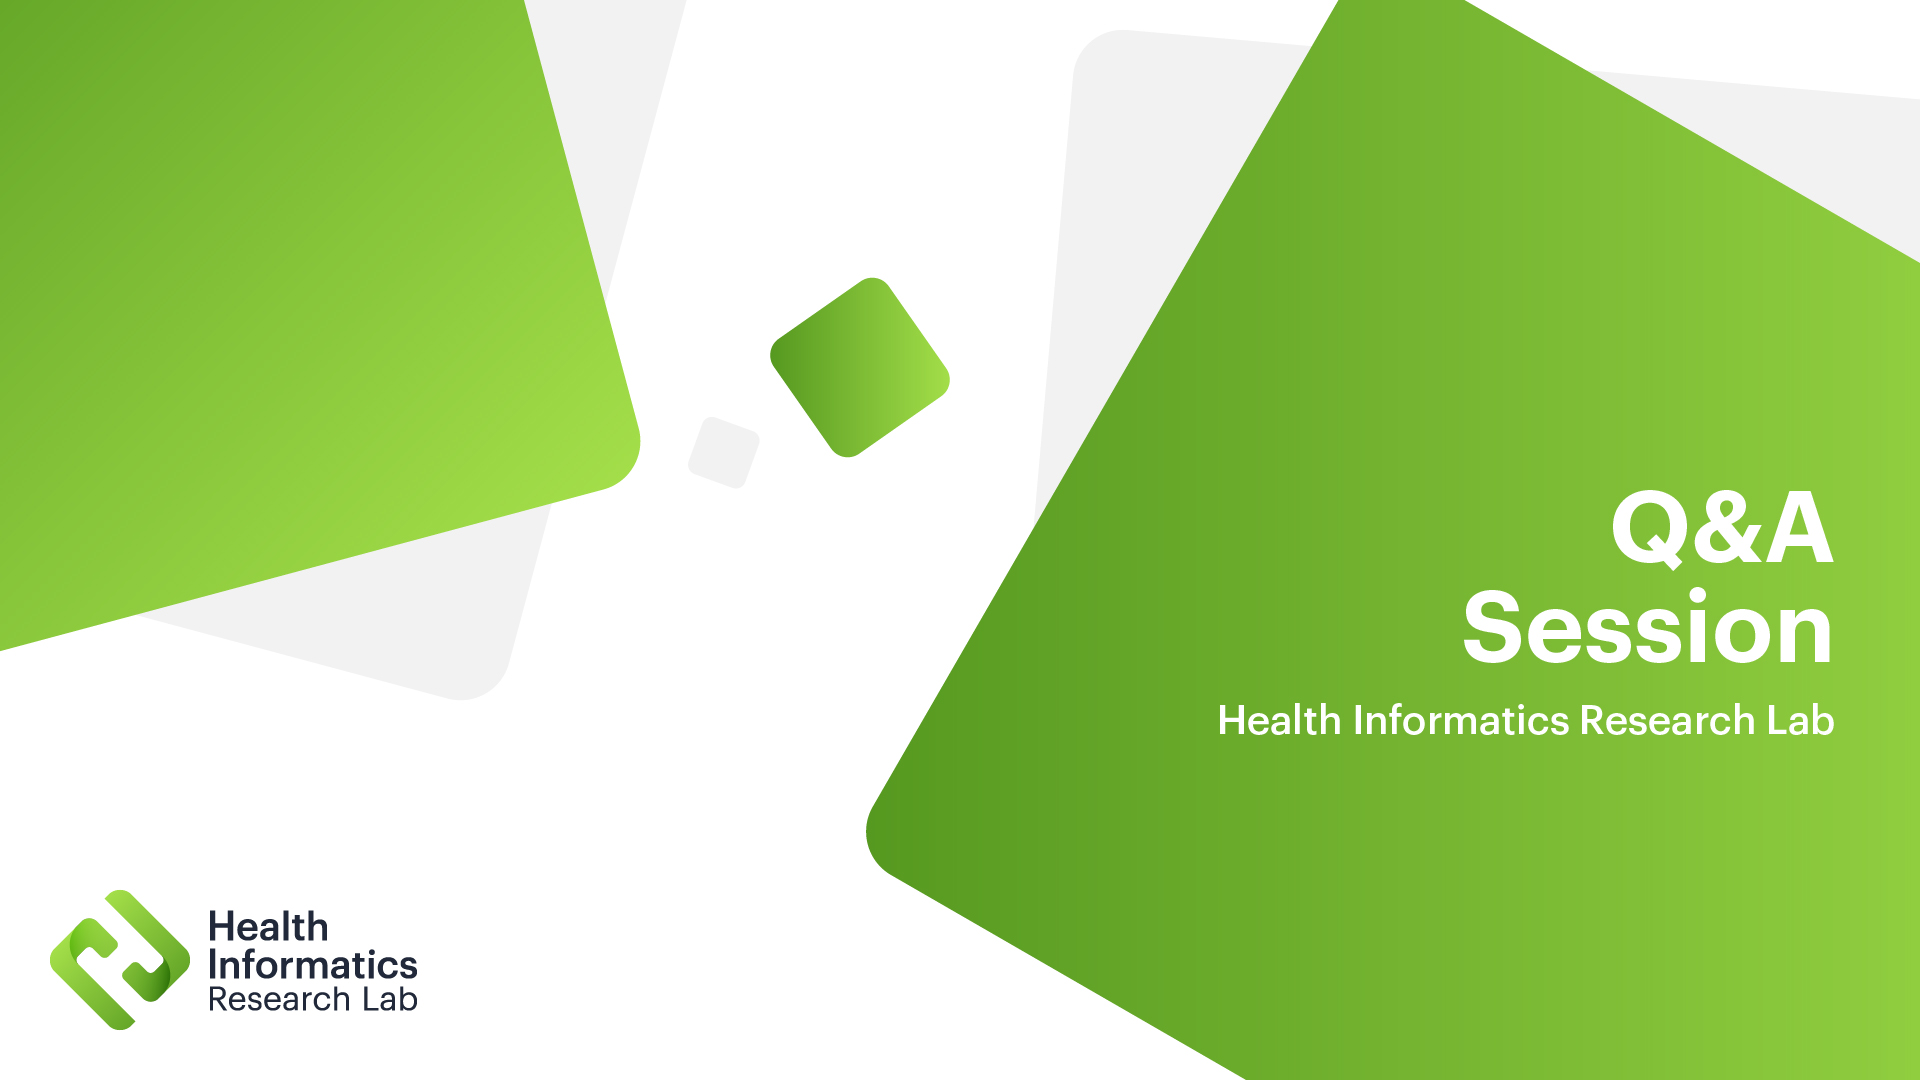 Q&A
Session
Health Informatics Research Lab
Health
Informatics
Research Lab